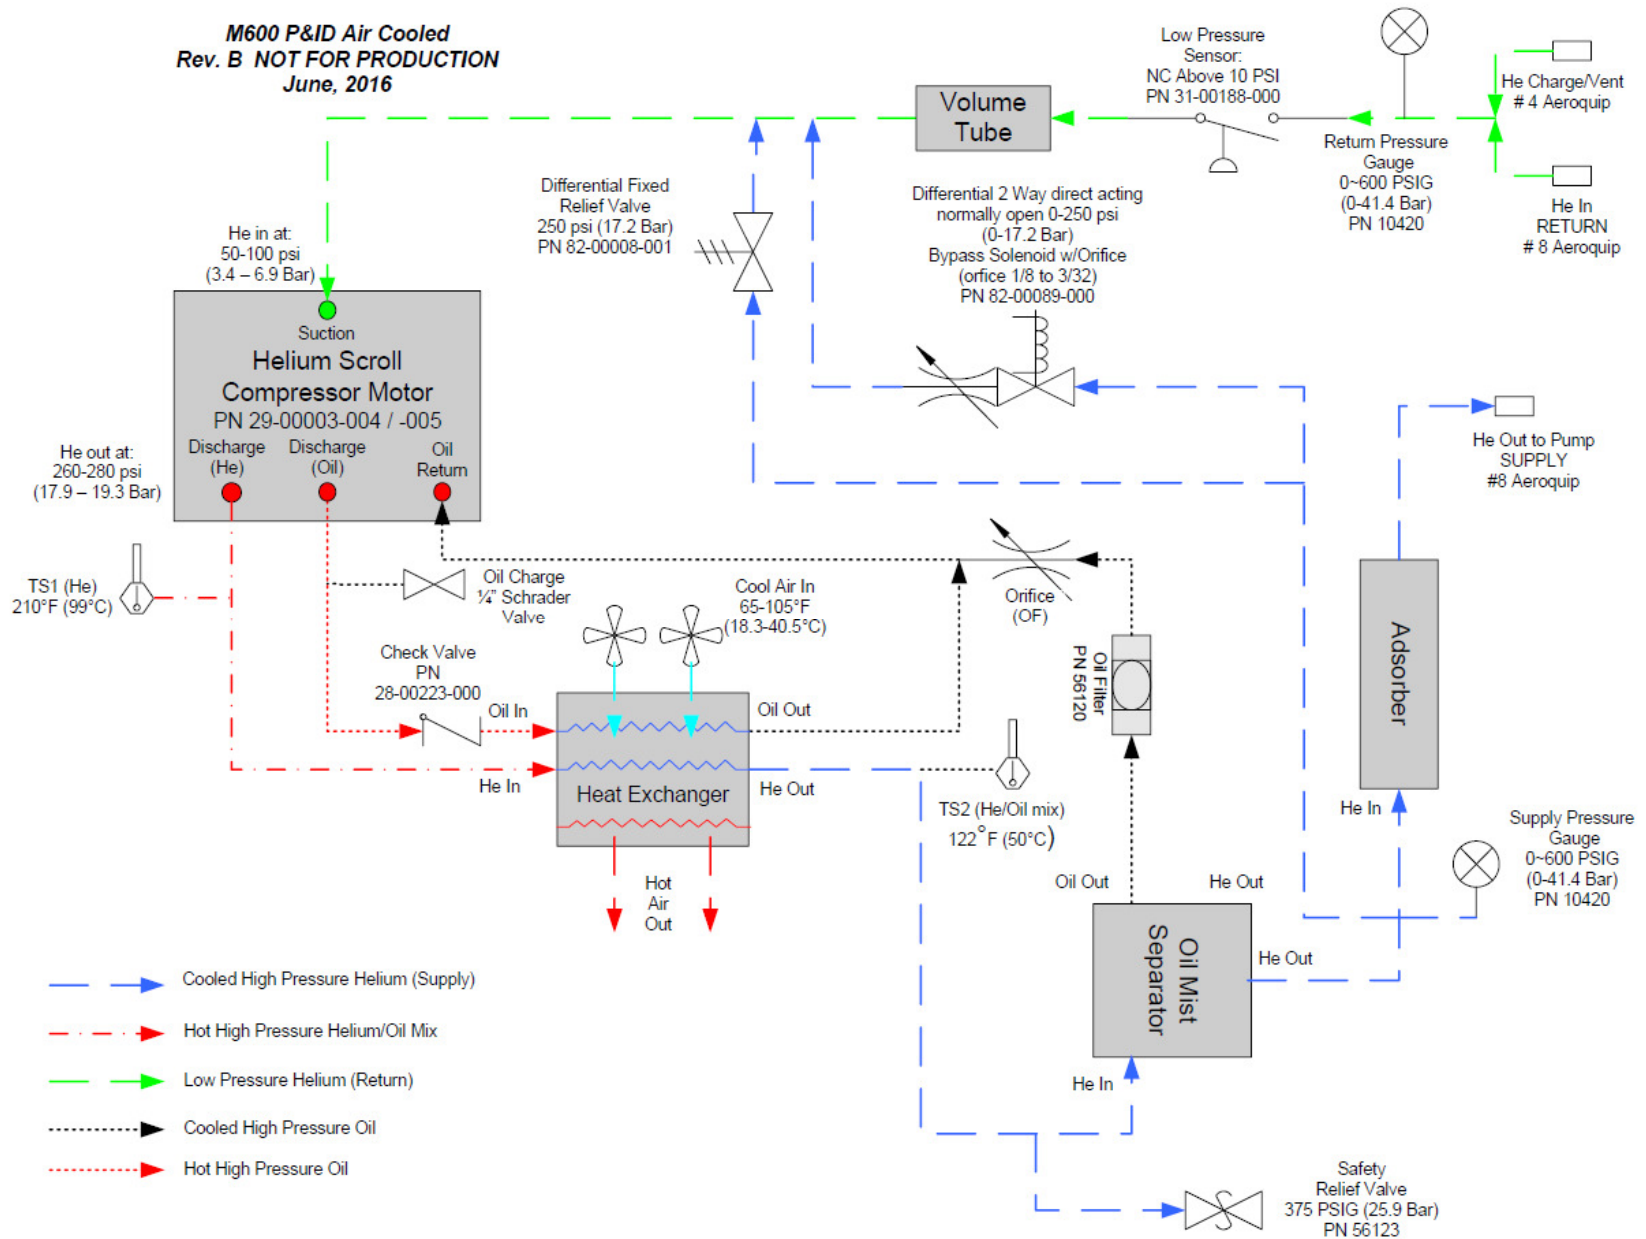 M600 P&ID Air Cooled
Rev. B  NOT FOR PRODUCTION
June, 2016
Low Pressure
Sensor:
NC Above 10 PSI
PN 31-00188-000
He Charge/Vent
# 4 Aeroquip
Volume
Tube
Return Pressure
Gauge
0~600 PSIG
(0-41.4 Bar)
PN 10420
He In
RETURN
# 8 Aeroquip
Differential Fixed
Relief Valve
250 psi (17.2 Bar)
PN 82-00008-001
Differential 2 Way direct acting
normally open 0-250 psi
(0-17.2 Bar)
Bypass Solenoid w/Orifice
(orfice 1/8 to 3/32)
PN 82-00089-000
He in at:
50-100 psi
(3.4 – 6.9 Bar)
Suction
Helium Scroll
Compressor Motor
PN 29-00003-004 / -005
Discharge
(He)
Discharge
(Oil)
Oil
Return
He out at:
260-280 psi
(17.9 – 19.3 Bar)
He Out to Pump
SUPPLY
#8 Aeroquip
TS1 (He)
210°F (99°C)
Oil Charge
¼” Schrader
Valve
Cool Air In
65-105°F
(18.3-40.5°C)
Orifice
(OF)
Oil Filter
PN 56120
Adsorber
Check Valve
PN
28-00223-000
Oil In
Oil Out
He In
He Out
Heat Exchanger
TS2 (He/Oil mix)
122°F (50°C)
He In
Supply Pressure
Gauge
0~600 PSIG
(0-41.4 Bar)
PN 10420
Hot
Air
Out
Oil Out
He Out
Oil Mist
Separator
He Out
He In
Cooled High Pressure Helium (Supply)
Hot High Pressure Helium/Oil Mix
Low Pressure Helium (Return)
Cooled High Pressure Oil
Hot High Pressure Oil
Safety
Relief Valve
375 PSIG (25.9 Bar)
PN 56123